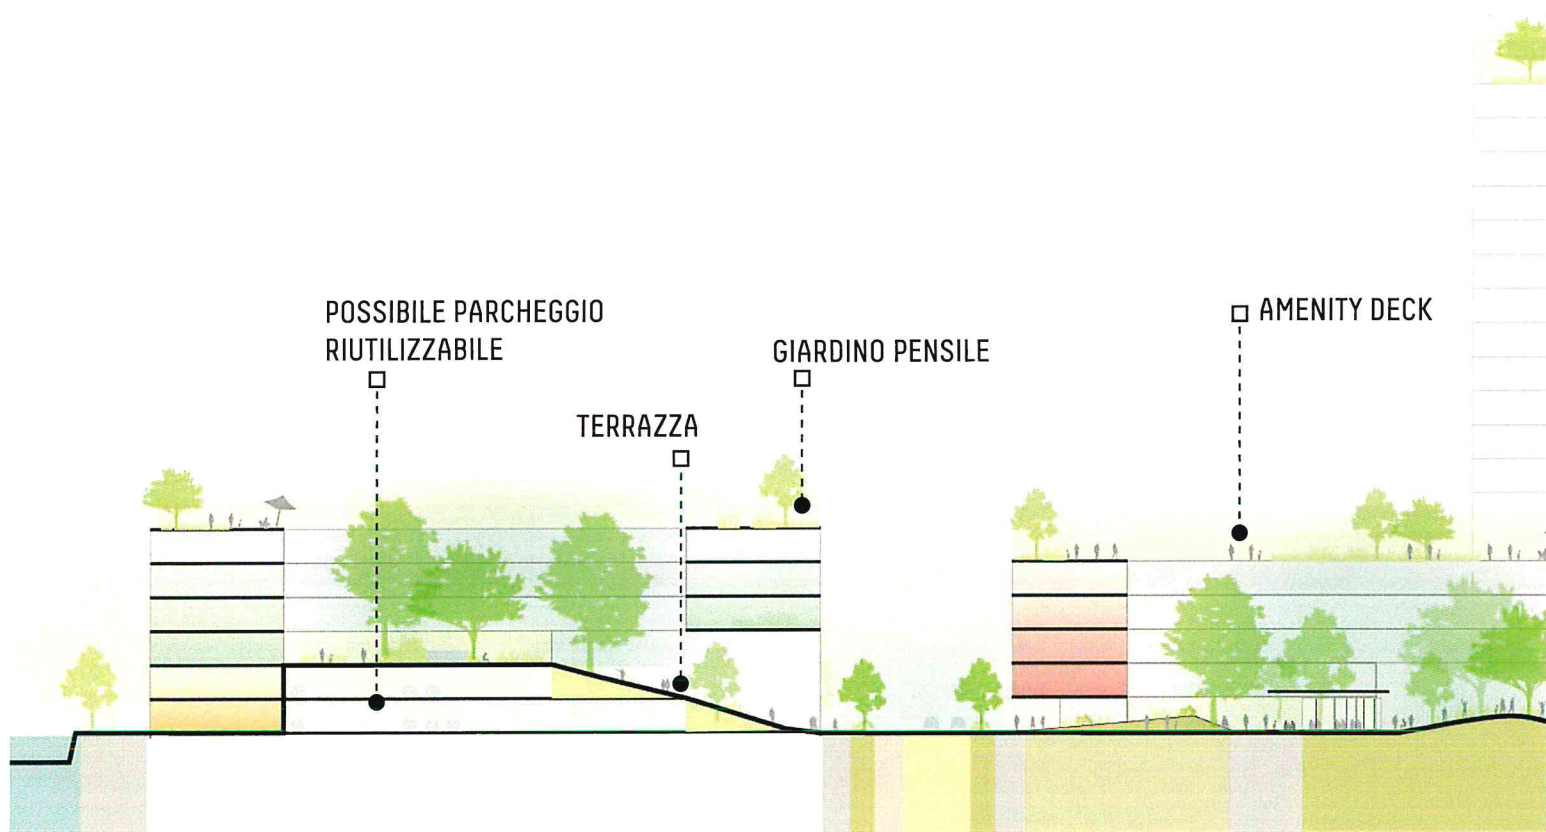 POSSIBILE PARCHEGGIO
RIUTILIZZABILE
TERRAZZA
GIARDINO PENSILE
AMENITY DECK